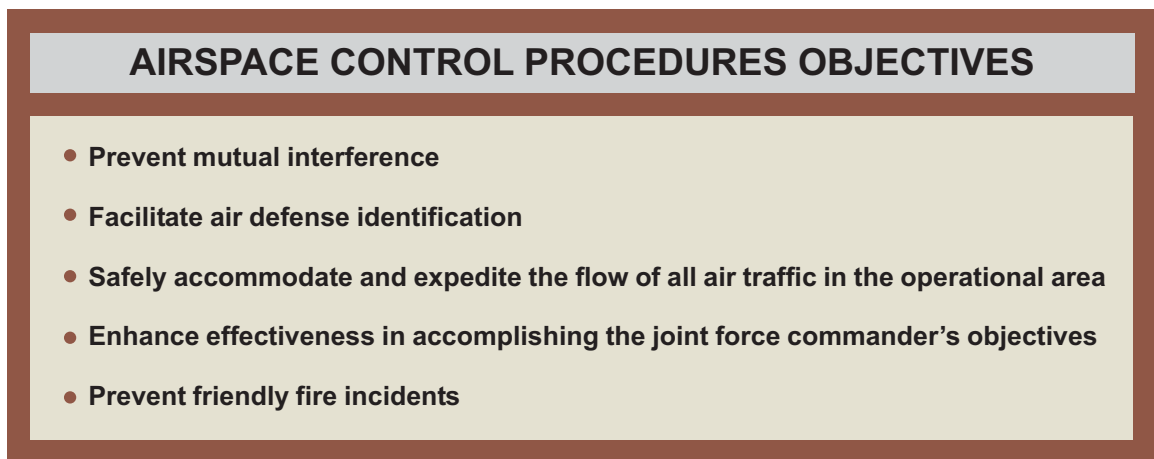 AIRSPACE CONTROL PROCEDURES OBJECTIVES
Prevent mutual interference
Facilitate air defense identification
Safely accommodate and expedite the flow of all air traffic in the operational area
Enhance effectiveness in accomplishing the joint force commander’s objectives
Prevent friendly fire incidents